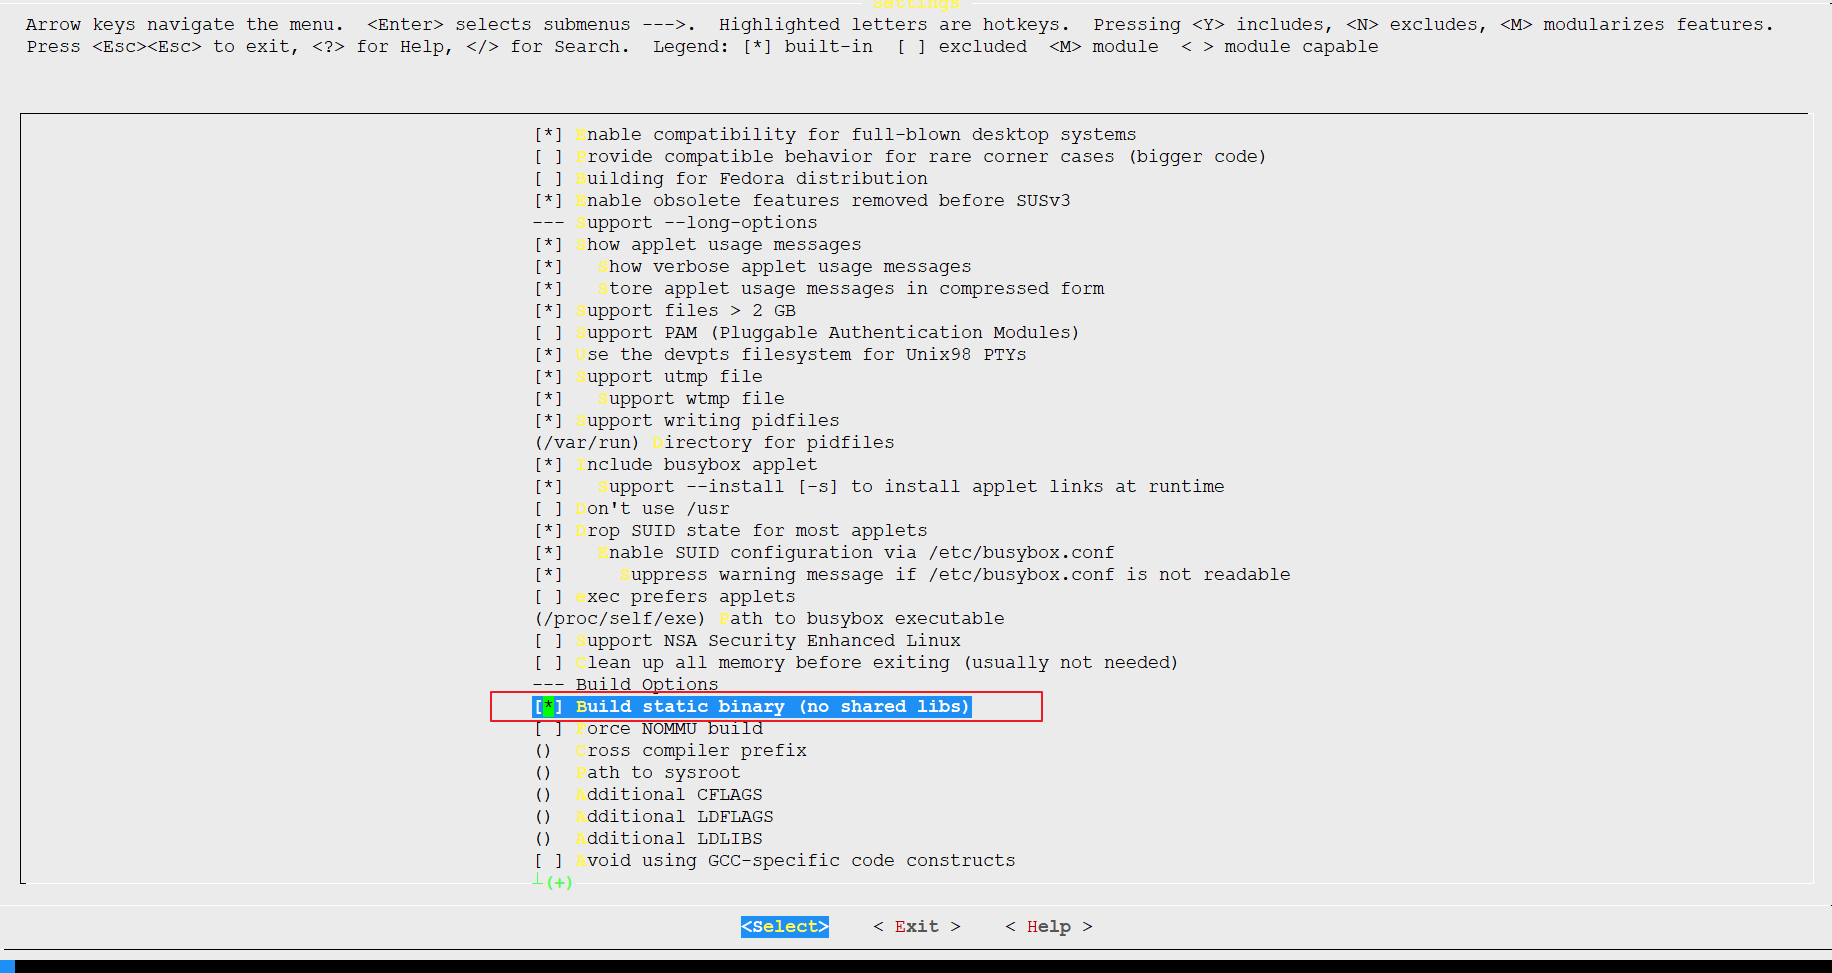 Settings
Arrow keys navigate the menu.  <Enter> selects submenus --->.  Highlighted letters are hotkeys.  Pressing <Y> includes, <N> excludes, <M> modularizes features.
Press <Esc><Esc> to exit, <?> for Help, </> for Search.  Legend: [*] built-in  [ ] excluded  <M> module  < > module capable
[*] Enable compatibility for full-blown desktop systems
[ ] Provide compatible behavior for rare corner cases (bigger code)
[ ] Building for Fedora distribution
[*] Enable obsolete features removed before SUSv3
--- Support --long-options
[*] Show applet usage messages
[*]   Show verbose applet usage messages
[*]   Store applet usage messages in compressed form
[*] Support files > 2 GB
[ ] Support PAM (Pluggable Authentication Modules)
[*] Use the devpts filesystem for Unix98 PTYs
[*] Support utmp file
[*]   Support wtmp file
[*] Support writing pidfiles
(/var/run) Directory for pidfiles
[*] Include busybox applet
[*]   Support --install [-s] to install applet links at runtime
[ ] Don't use /usr
[*] Drop SUID state for most applets
[*]   Enable SUID configuration via /etc/busybox.conf
[*]     Suppress warning message if /etc/busybox.conf is not readable
[ ] exec prefers applets
(/proc/self/exe) Path to busybox executable
[ ] Support NSA Security Enhanced Linux
[ ] Clean up all memory before exiting (usually not needed)
--- Build Options
[*] Build static binary (no shared libs)
[ ] Force NOMMU build
()  Cross compiler prefix
()  Path to sysroot
()  Additional CFLAGS
()  Additional LDFLAGS
()  Additional LDLIBS
[ ] Avoid using GCC-specific code constructs
(+)
<Select>    < Exit >    < Help >